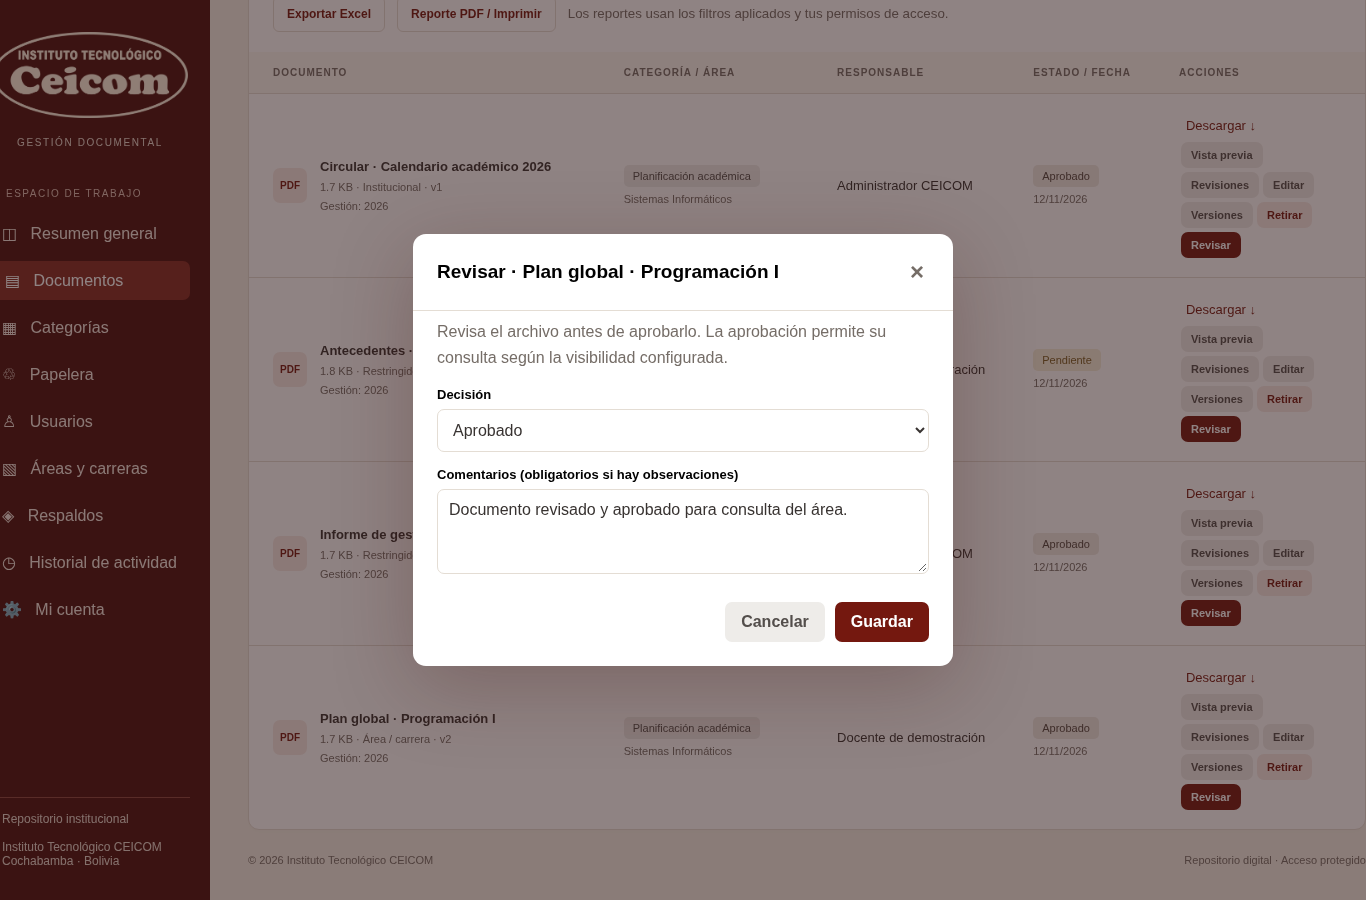 INSTITUTO TECNOLÓGICO
Ceicom
GESTIÓN DOCUMENTAL
ESPACIO DE TRABAJO
Resumen general
Documentos
Categorías
Papelera
Usuarios
Áreas y carreras
Respaldos
Historial de actividad
Mi cuenta
Repositorio institucional
Instituto Tecnológico CEICOM
Cochabamba · Bolivia
Exportar Excel Reporte PDF / Imprimir Los reportes usan los filtros aplicados y tus permisos de acceso.
DOCUMENTO CATEGORÍA / ÁREA RESPONSABLE ESTADO / FECHA ACCIONES
PDF
Circular · Calendario académico 2026
1.7 KB · Institucional · v1
Gestión: 2026
Planificación académica
Sistemas Informáticos
Administrador CEICOM
Aprobado
12/11/2026
Descargar ↓
Vista previa
Revisiones Editar
Versiones Retirar
Revisar
PDF
Antecedentes ·
1.8 KB · Restringid
Gestión: 2026
ración
Pendiente
12/11/2026
Descargar ↓
Vista previa
Revisiones Editar
Versiones Retirar
Revisar
PDF
Informe de ges
1.7 KB · Restringid
Gestión: 2026
OM
Aprobado
12/11/2026
Descargar ↓
Vista previa
Revisiones Editar
Versiones Retirar
Revisar
PDF
Plan global · Programación I
1.7 KB · Área / carrera · v2
Gestión: 2026
Planificación académica
Sistemas Informáticos
Docente de demostración
Aprobado
12/11/2026
Descargar ↓
Vista previa
Revisiones Editar
Versiones Retirar
Revisar
© 2026 Instituto Tecnológico CEICOM Repositorio digital · Acceso protegido
Revisar · Plan global · Programación I ×
Revisa el archivo antes de aprobarlo. La aprobación permite su
consulta según la visibilidad configurada.
Decisión
Aprobado
Comentarios (obligatorios si hay observaciones)
Documento revisado y aprobado para consulta del área.
Cancelar Guardar